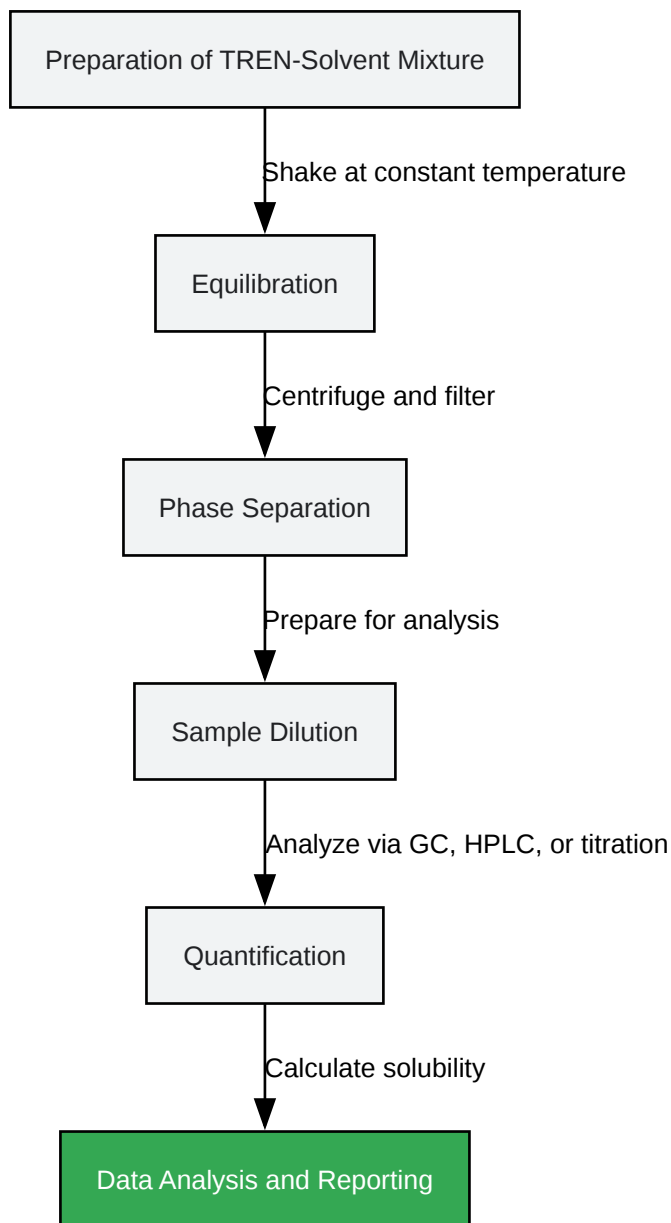 Preparation of TREN-Solvent Mixture
Shake at constant temperature
Equilibration
Centrifuge and filter
Phase Separation
Prepare for analysis
Sample Dilution
Analyze via GC, HPLC, or titration
Quantification
Calculate solubility
Data Analysis and Reporting